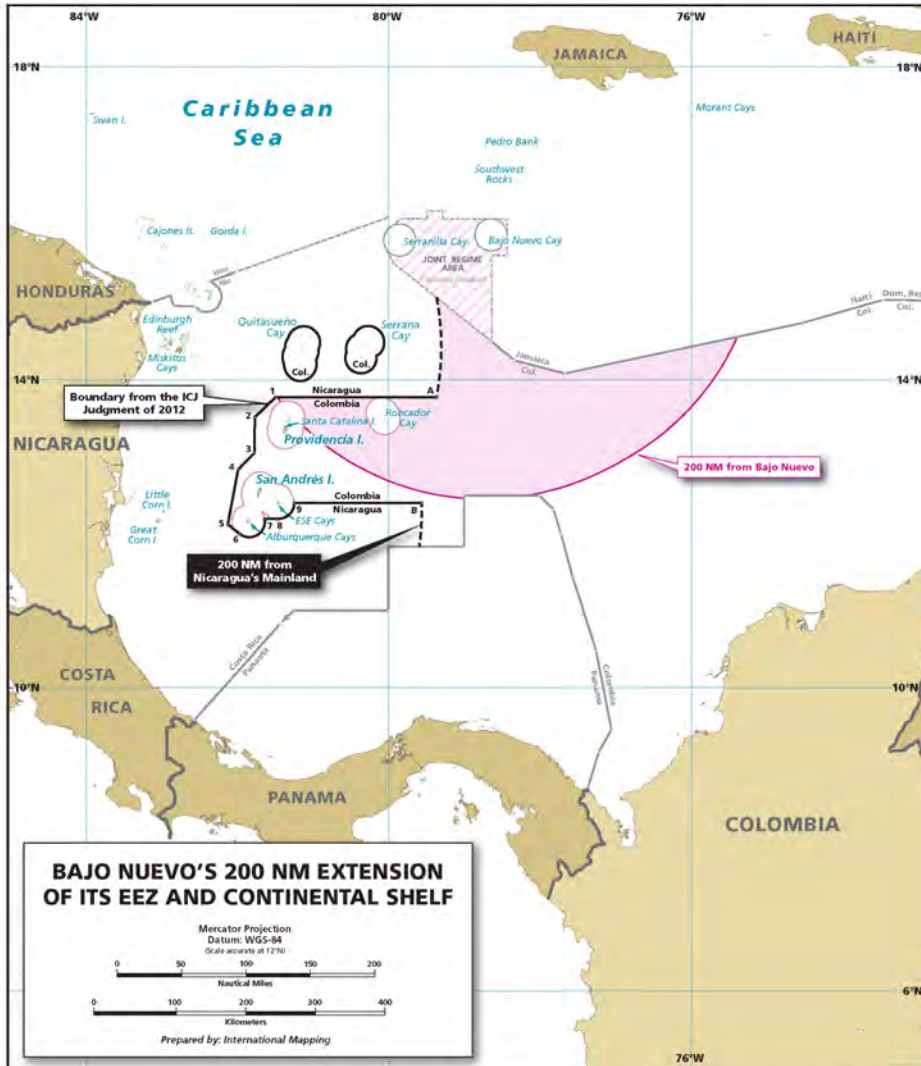 84°W
80°W
76°W
HAITI
JAMAICA
18°N
18°N
Caribbean
Sea
Swan I.
Morant Cays
Pedro Bank
Southwest
Rocks
Cajones Is.
Gorda I.
Serranilla Cay
Bajo Nuevo Cay
JOINT REGIME
AREA
HONDURAS
Haiti
Col.
Dom. Rep.
Col.
Edinburgh
Reef
Quitasueño
Cay
Serrana
Cay
Miskitos
Cays
Col.
Col.
Jamaica
Col.
14°N
14°N
Boundary from the ICJ
Judgment of 2012
1
Nicaragua
A
Colombia
2
Santa Catalina I.
Roncador
Cay
NICARAGUA
Providencia I.
3
200 NM from Bajo Nuevo
4
San Andrés I.
Little
Corn I.
Colombia
9
Nicaragua
B
ESE Cays
Great
Corn I.
5
6
7
8
Alburquerque Cays
200 NM from
Nicaragua's Mainland
Costa Rica
Panama
Colombia
Panama
COSTA
RICA
10°N
10°N
PANAMA
COLOMBIA
BAJO NUEVO'S 200 NM EXTENSION
OF ITS EEZ AND CONTINENTAL SHELF
Mercator Projection
Datum: WGS-84
(Scale accurate at 12°N)
0 50 100 150 200
Nautical Miles
0 100 200 300 400
Kilometers
Prepared by: International Mapping
6°N
76°W